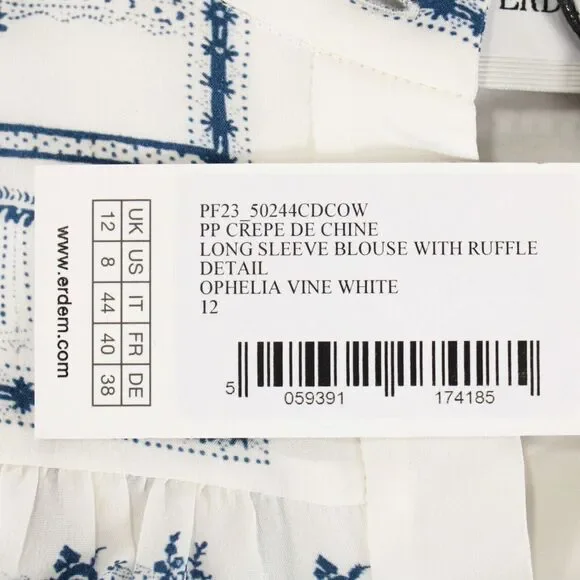 ERD
PF23_50244CDCOW
PP CREPE DE CHINE
LONG SLEEVE BLOUSE WITH RUFFLE
DETAIL
OPHELIA VINE WHITE
12
5 059391 174185
UK US IT FR DE
12 8 44 40 38
www.erdem.com